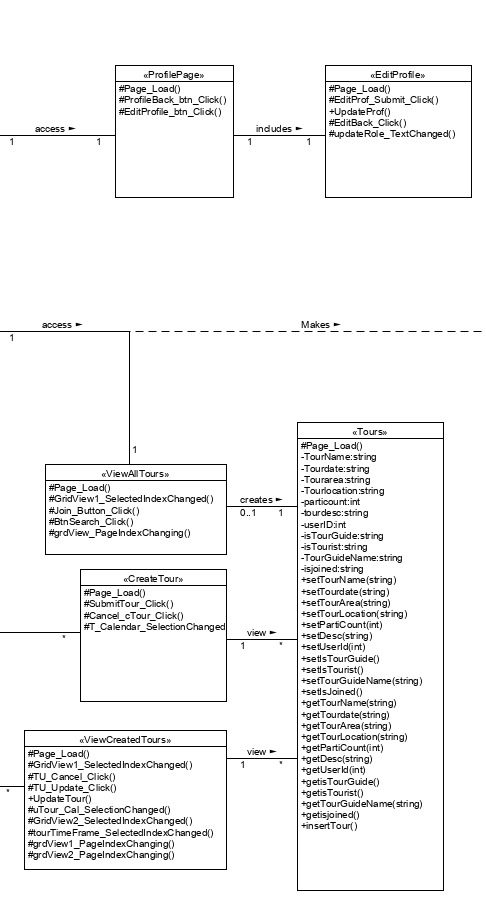 «ProfilePage»
#Page_Load()
#ProfileBack_btn_Click()
#EditProfile_btn_Click()
«EditProfile»
#Page_Load()
#EditProf_Submit_Click()
+UpdateProf()
#EditBack_Click()
#updateRole_TextChanged()
access ►
1 1
includes ►
1 1
access ►
1
Makes ►
1
«ViewAllTours»
#Page_Load()
#GridView1_SelectedIndexChanged()
#Join_Button_Click()
#BtnSearch_Click()
#grdView_PageIndexChanging()
creates ►
0..1 1
«CreateTour»
#Page_Load()
#SubmitTour_Click()
#Cancel_cTour_Click()
#T_Calendar_SelectionChanged
*
view ►
1 *
«ViewCreatedTours»
#Page_Load()
#GridView1_SelectedIndexChanged()
#TU_Cancel_Click()
#TU_Update_Click()
+UpdateTour()
#uTour_Cal_SelectionChanged()
#GridView2_SelectedIndexChanged()
#tourTimeFrame_SelectedIndexChanged()
#grdView1_PageIndexChanging()
#grdView2_PageIndexChanging()
*
view ►
1 *
«Tours»
#Page_Load()
-TourName:string
-Tourdate:string
-Tourarea:string
-Tourlocation:string
-particount:int
-tourdesc:string
-userID:int
-isTourGuide:string
-isTourist:string
-TourGuideName:string
-isjoined:string
+setTourName(string)
+setTourdate(string)
+setTourArea(string)
+setTourLocation(string)
+setPartiCount(int)
+setDesc(string)
+setUserId(int)
+setIsTourGuide()
+setIsTourist()
+setTourGuideName(string)
+setIsJoined()
+getTourName(string)
+getTourdate(string)
+getTourArea(string)
+getTourLocation(string)
+getPartiCount(int)
+getDesc(string)
+getUserId(int)
+getisTourGuide()
+getisTourist()
+getTourGuideName(string)
+getisjoined()
+insertTour()